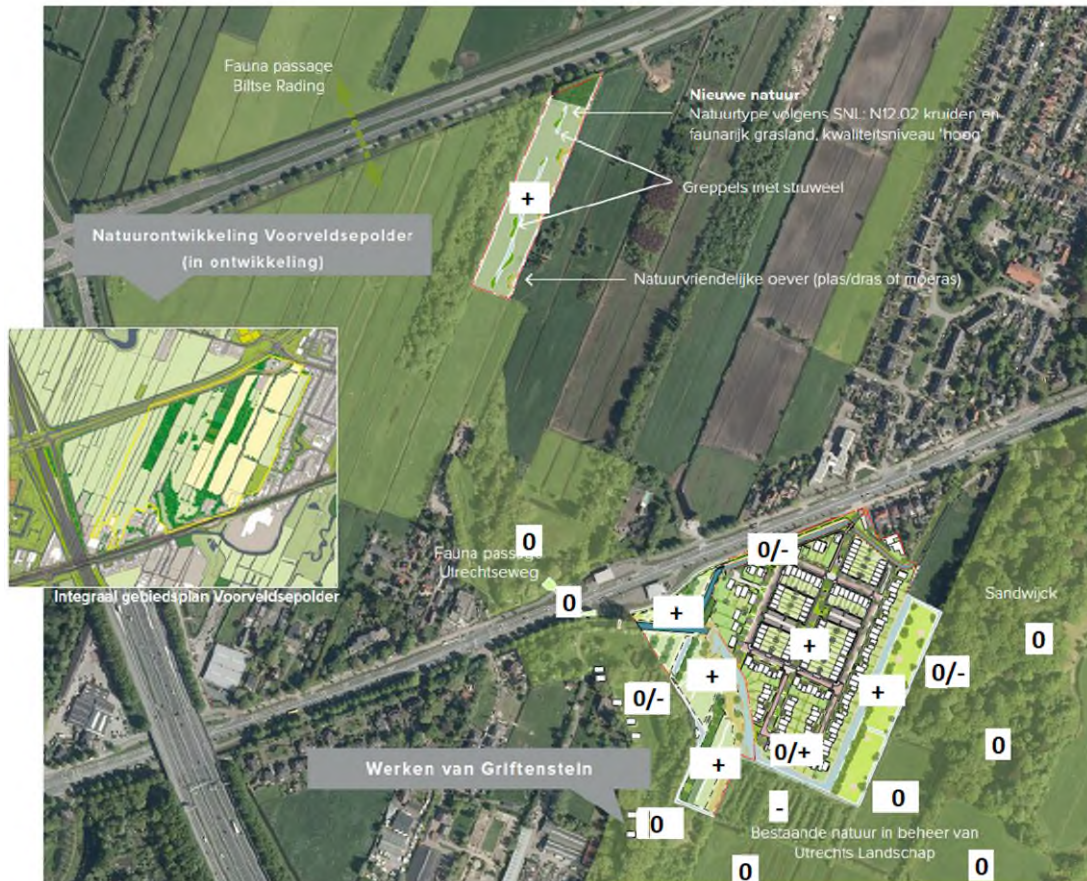 Fauna passage
Biltse Rading
Nieuwe natuur
Natuurtype volgens SNL: N12.02 kruiden en
faunarijk grasland, kwaliteitsniveau 'hoog'
Greppels met struweel
+
Natuurontwikkeling Voorveldsepolder
(in ontwikkeling)
Natuurvriendelijke oever (plas/dras of moeras)
Integraal gebiedsplan Voorveldsepolder
0
Fauna passage
Utrechtseweg
0
0/-
Sandwijck
0
+
+
+
0/-
0/-
+
0/+
0
+
Werken van Griftenstein
0
-
0
Bestaande natuur in beheer van
Utrechts Landschap
0
0